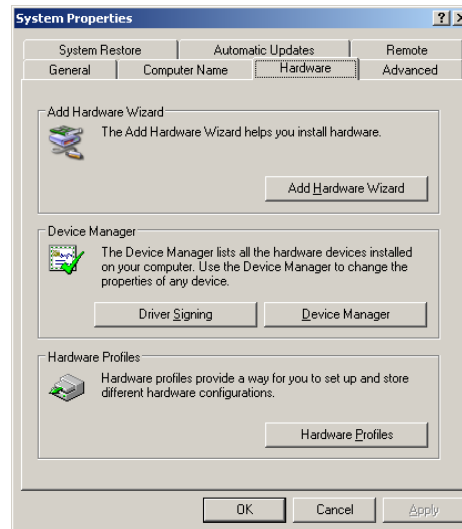 System Properties
System Restore
Automatic Updates
Remote
General
Computer Name
Hardware
Advanced
Add Hardware Wizard
The Add Hardware Wizard helps you install hardware.
Add Hardware Wizard
Device Manager
The Device Manager lists all the hardware devices installed
on your computer. Use the Device Manager to change the
properties of any device.
Driver Signing
Device Manager
Hardware Profiles
Hardware profiles provide a way for you to set up and store
different hardware configurations.
Hardware Profiles
OK
Cancel
Apply